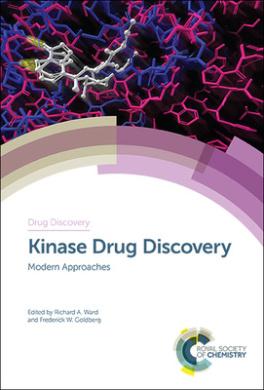 Drug Discovery
Kinase Drug Discovery
Modern Approaches
Edited by Richard A. Ward
and Frederick W. Goldberg
ROYAL SOCIETY
OF CHEMISTRY